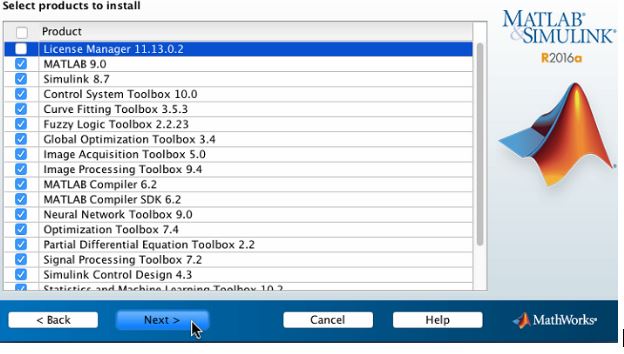 Select products to install
Product
License Manager 11.13.0.2
MATLAB 9.0
Simulink 8.7
Control System Toolbox 10.0
Curve Fitting Toolbox 3.5.3
Fuzzy Logic Toolbox 2.2.23
Global Optimization Toolbox 3.4
Image Acquisition Toolbox 5.0
Image Processing Toolbox 9.4
MATLAB Compiler 6.2
MATLAB Compiler SDK 6.2
Neural Network Toolbox 9.0
Optimization Toolbox 7.4
Partial Differential Equation Toolbox 2.2
Signal Processing Toolbox 7.2
Simulink Control Design 4.3
Statistics and Machine Learning Toolbox 10.2
MATLAB
&SIMULINK®
R2016a
< Back
Next >
Cancel
Help
MathWorks®